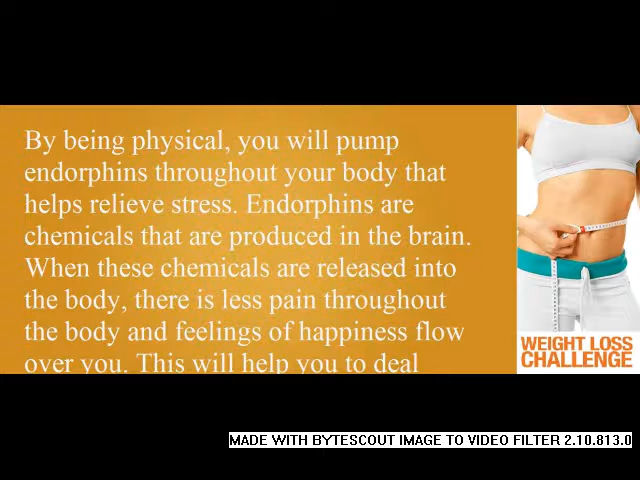 By being physical, you will pump
endorphins throughout your body that
helps relieve stress. Endorphins are
chemicals that are produced in the brain.
When these chemicals are released into
the body, there is less pain throughout
the body and feelings of happiness flow
over you. This will help you to deal
WEIGHT LOSS
CHALLENGE
MADE WITH BYTESCOUT IMAGE TO VIDEO FILTER 2.10.813.0